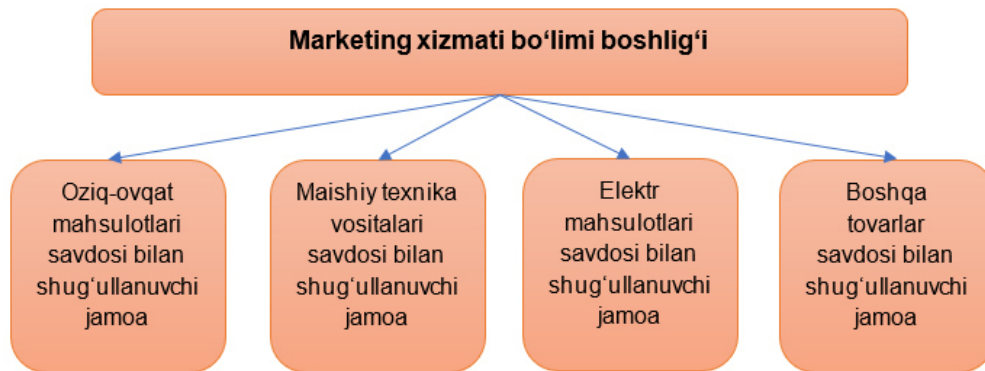 Marketing xizmati bo‘limi boshlig‘i
Oziq-ovqat
mahsulotlari
savdosi bilan
shug‘ullanuvchi
jamoa
Maishiy texnika
vositalari
savdosi bilan
shug‘ullanuvchi
jamoa
Elektr
mahsulotlari
savdosi bilan
shug‘ullanuvchi
jamoa
Boshqa
tovarlar
savdosi bilan
shug‘ullanuvchi
jamoa